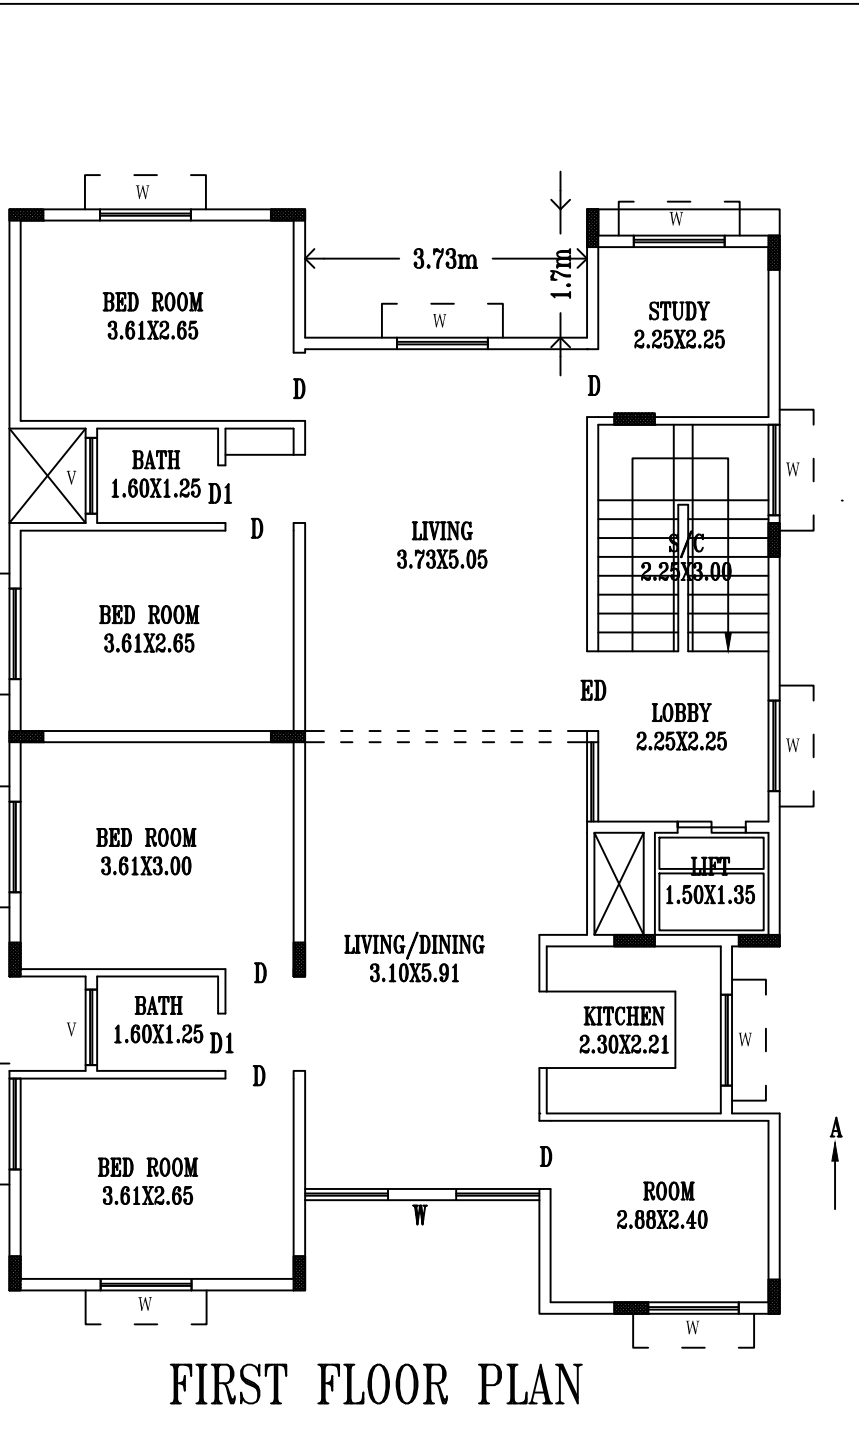 W
W
3.73m
1.7m
W
BED ROOM
3.61X2.65
STUDY
2.25X2.25
D
D
BATH
1.60X1.25
V
D1
W
D
LIVING
3.73X5.05
S/C
2.25X3.00
BED ROOM
3.61X2.65
ED
LOBBY
2.25X2.25
W
BED ROOM
3.61X3.00
LIFT
1.50X1.35
LIVING/DINING
3.10X5.91
D
BATH
1.60X1.25
V
D1
KITCHEN
2.30X2.21
W
D
A
D
BED ROOM
3.61X2.65
ROOM
2.88X2.40
W
W
W
FIRST FLOOR PLAN